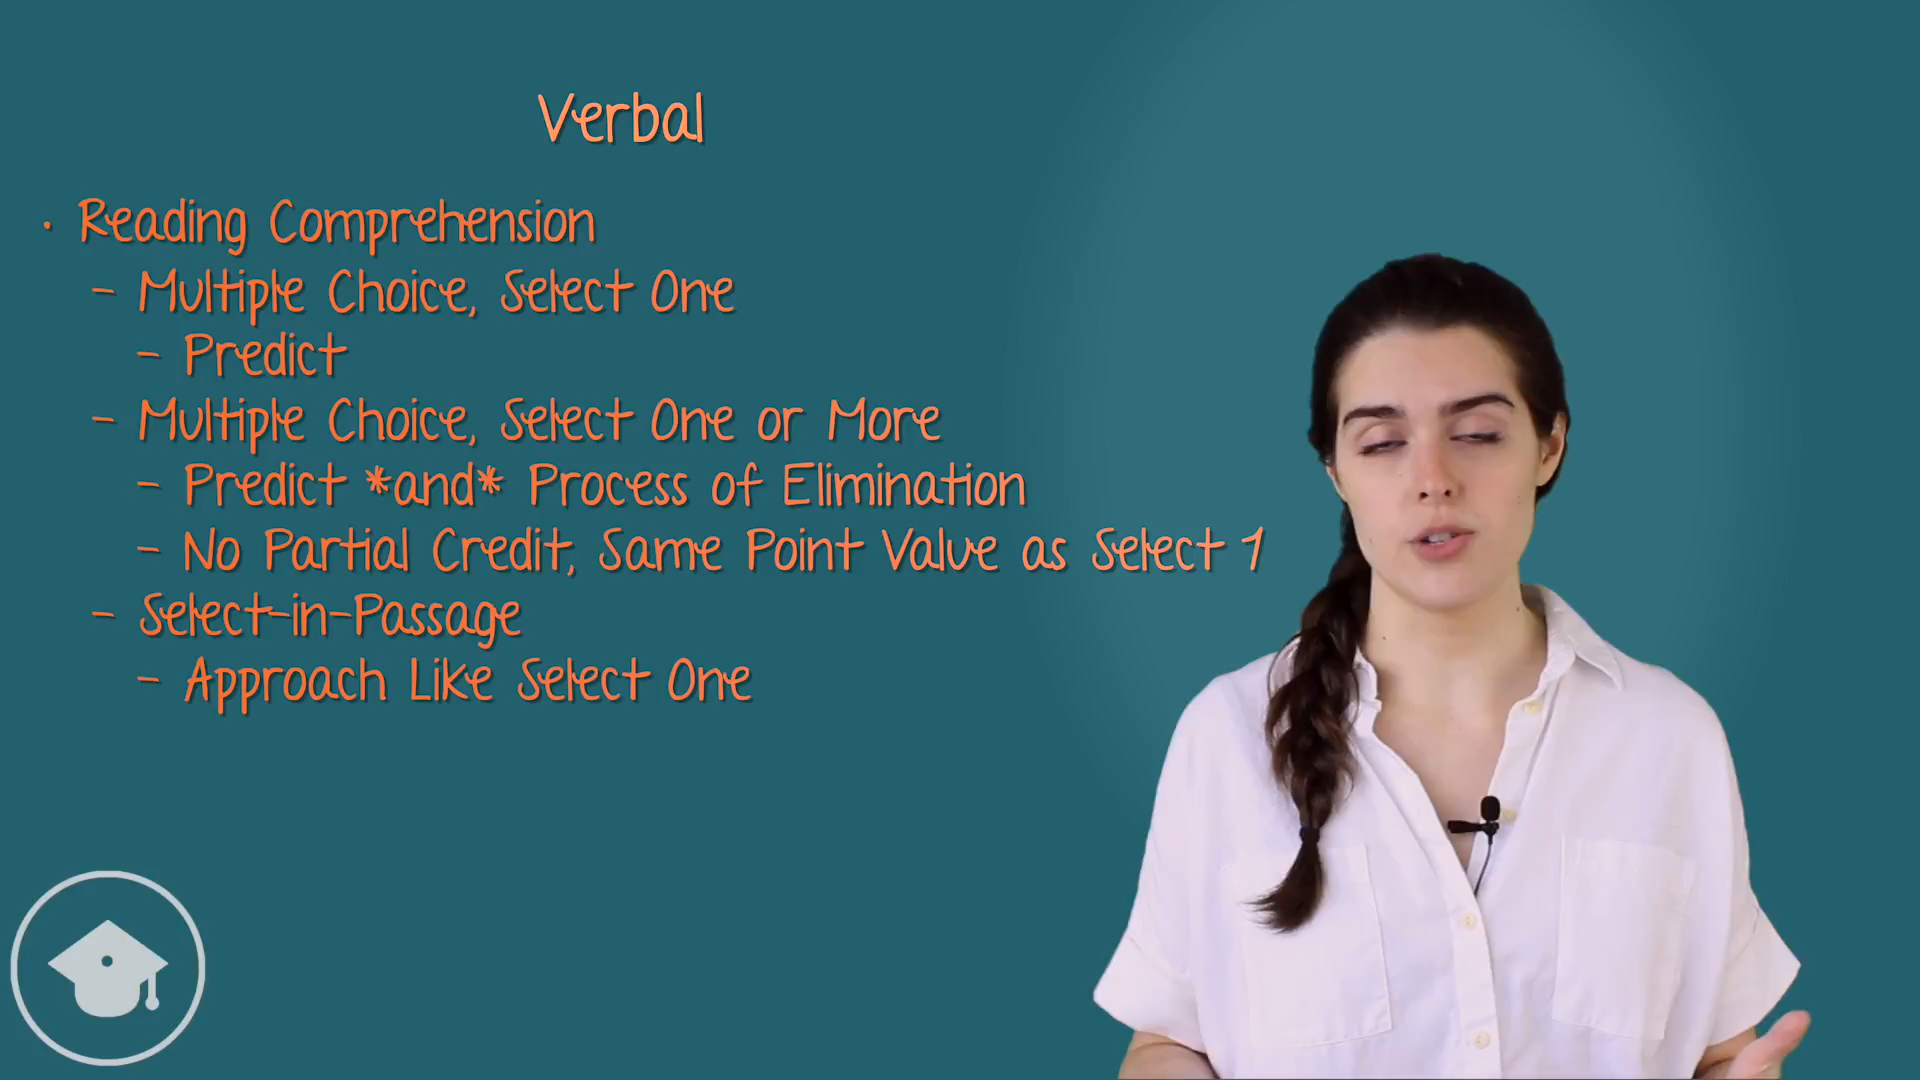 Verbal
· Reading Comprehension
- Multiple Choice, Select One
- Predict
- Multiple Choice, Select One or More
- Predict *and* Process of Elimination
- No Partial Credit; Same Point Value as Select 1
- Select-in-Passage
- Approach Like Select One